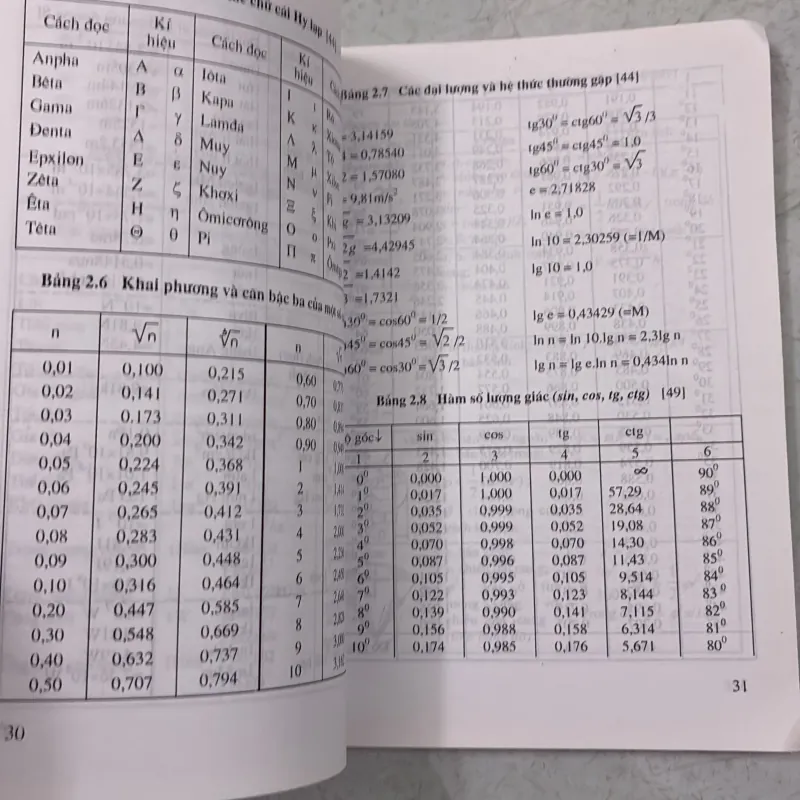 chữ cái Hy lạp [44]
Cách đọc Kí hiệu Cách đọc Kí hiệu
Anpha A α Iôta I ι
Bêta B β Kapa K κ
Gama Γ γ Lamđa Λ λ
Đenta Δ δ Muy M μ
Epxilon E ε Nuy N ν
Zêta Z ζ Khơxi Ξ ξ
Êta H η Ômicơrông O o
Têta Θ θ Pi Π π
Bảng 2.6 Khai phương và căn bậc ba của một số
n √n ∛n n
0,01 0,100 0,215 0,60
0,02 0,141 0,271 0,70
0,03 0,173 0,311 0,80
0,04 0,200 0,342 0,90
0,05 0,224 0,368 1
0,06 0,245 0,391 2
0,07 0,265 0,412 3
0,08 0,283 0,431 4
0,09 0,300 0,448 5
0,10 0,316 0,464 6
0,20 0,447 0,585 7
0,30 0,548 0,669 8
0,40 0,632 0,737 9
0,50 0,707 0,794 10
30
Bảng 2.7 Các đại lượng và hệ thức thường gặp [44]
=3,14159 tg30⁰ = ctg60⁰ = √3 /3
=0,78540 tg45⁰ = ctg45⁰ = 1,0
=1,57080 tg60⁰ = ctg30⁰ = √3
=9,81m/s² e = 2,71828
√g = 3,13209 ln e = 1,0
√2g =4,42945 ln 10 = 2,30259 (=1/M)
√2 =1,4142 lg 10 = 1,0
=1,7321
30⁰ = cos60⁰ = 1/2 lg e = 0,43429 (=M)
45⁰ = cos45⁰ = √2 /2 ln n = ln 10.lg n = 2,3lg n
60⁰ = cos30⁰ = √3 /2 lg n = lg e.ln n = 0,434ln n
Bảng 2.8 Hàm số lượng giác (sin, cos, tg, ctg) [49]
góc↓ sin cos tg ctg
1 2 3 4 5 6
0⁰ 0,000 1,000 0,000 ∞ 90⁰
1⁰ 0,017 1,000 0,017 57,29 89⁰
2⁰ 0,035 0,999 0,035 28,64 88⁰
3⁰ 0,052 0,999 0,052 19,08 87⁰
4⁰ 0,070 0,998 0,070 14,30 86⁰
5⁰ 0,087 0,996 0,087 11,43 85⁰
6⁰ 0,105 0,995 0,105 9,514 84⁰
7⁰ 0,122 0,993 0,123 8,144 83⁰
8⁰ 0,139 0,990 0,141 7,115 82⁰
9⁰ 0,156 0,988 0,158 6,314 81⁰
10⁰ 0,174 0,985 0,176 5,671 80⁰
31